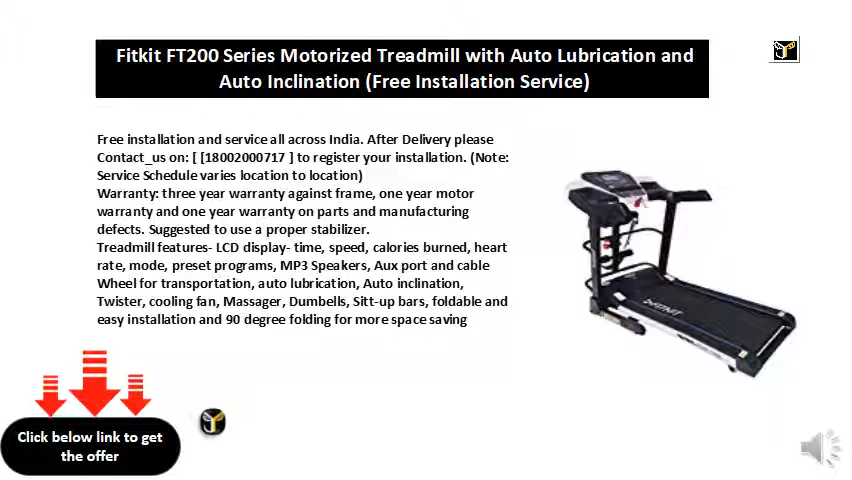 Fitkit FT200 Series Motorized Treadmill with Auto Lubrication and
Auto Inclination (Free Installation Service)
Free installation and service all across India. After Delivery please
Contact_us on: [ [18002000717 ] to register your installation. (Note:
Service Schedule varies location to location)
Warranty: three year warranty against frame, one year motor
warranty and one year warranty on parts and manufacturing
defects. Suggested to use a proper stabilizer.
Treadmill features- LCD display- time, speed, calories burned, heart
rate, mode, preset programs, MP3 Speakers, Aux port and cable
Wheel for transportation, auto lubrication, Auto inclination,
Twister, cooling fan, Massager, Dumbells, Sitt-up bars, foldable and
easy installation and 90 degree folding for more space saving
FITKIT
Click below link to get
the offer